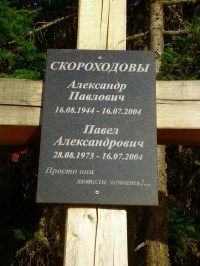 СКОРОХОДОВЫ
Александр
Павлович
16.08.1944 - 16.07.2004
Павел
Александрович
28.08.1973 - 16.07.2004
Просто они
хотели летать!...